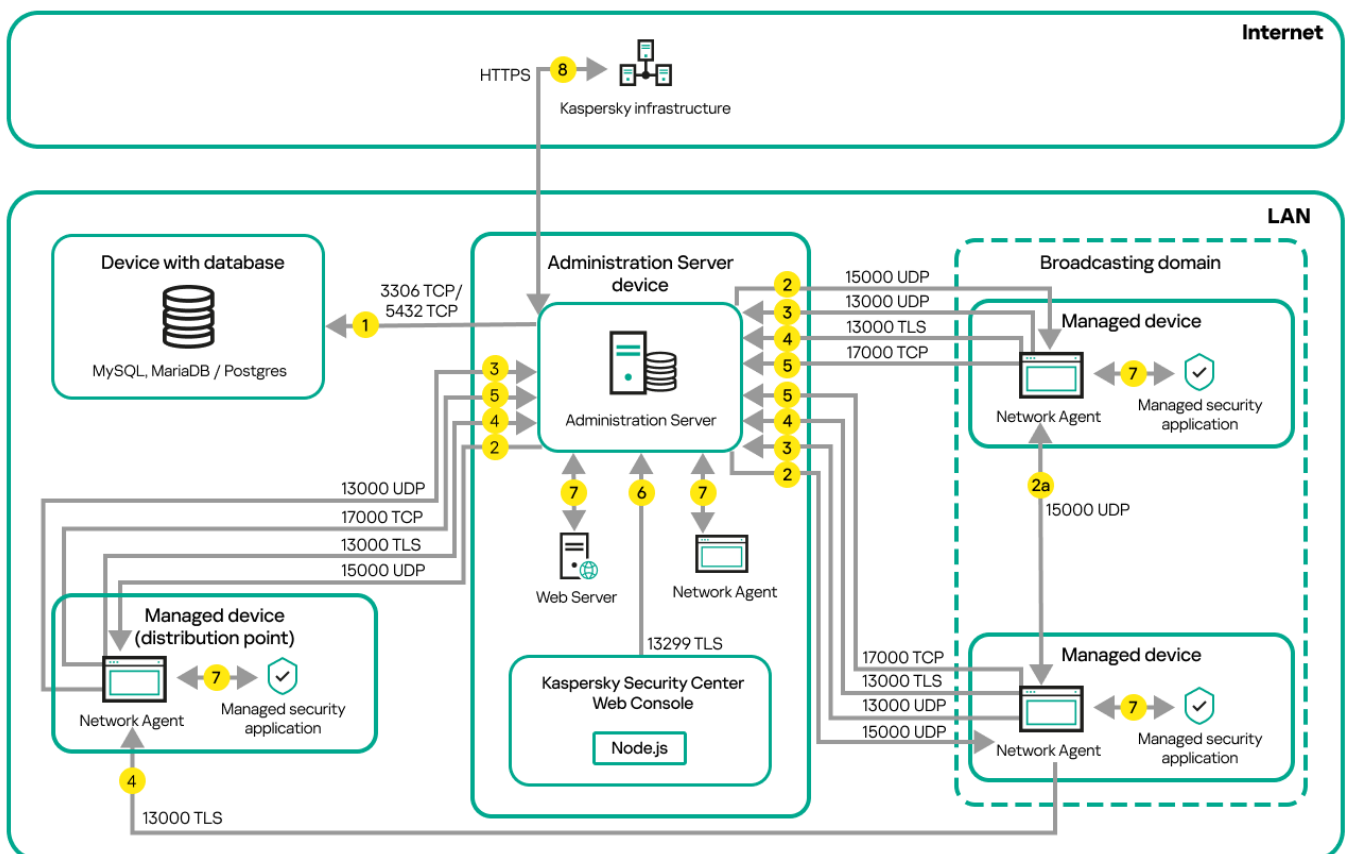 Internet
HTTPS
8
Kaspersky infrastructure
LAN
Device with database
MySQL, MariaDB / Postgres
3306 TCP/
5432 TCP
1
Administration Server
device
Administration Server
2
15000 UDP
3
13000 UDP
4
13000 TLS
5
17000 TCP
Broadcasting domain
Managed device
Network Agent
7
Managed security
application
3
5
4
2
5
4
3
2
13000 UDP
17000 TCP
13000 TLS
15000 UDP
7
6
7
Web Server
Network Agent
2a
15000 UDP
Managed device
(distribution point)
Network Agent
7
Managed security
application
13299 TLS
Kaspersky Security Center
Web Console
Node.js
17000 TCP
13000 TLS
13000 UDP
15000 UDP
Managed device
Network Agent
7
Managed security
application
4
13000 TLS